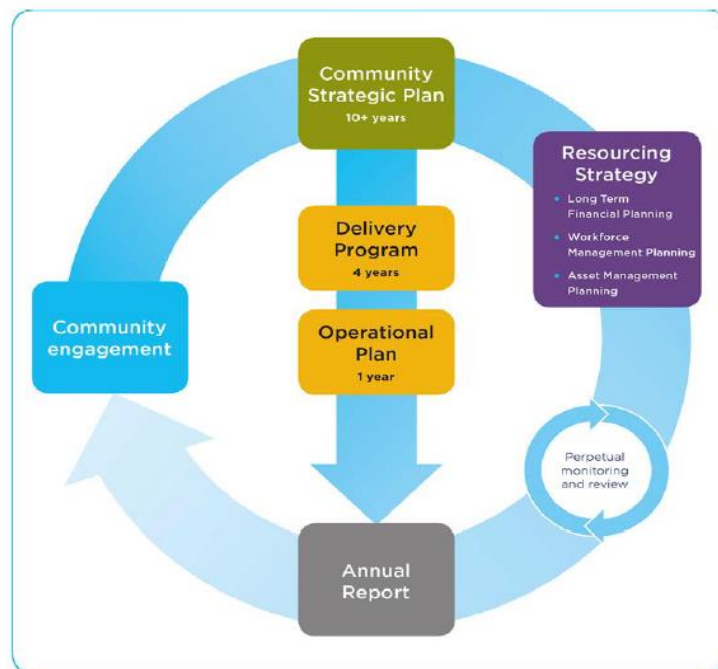 Community
Strategic Plan
10+ years
Resourcing
Strategy
• Long Term
Financial Planning
• Workforce
Management Planning
• Asset Management
Planning
Delivery
Program
4 years
Community
engagement
Operational
Plan
1 year
Perpetual
monitoring
and review
Annual
Report